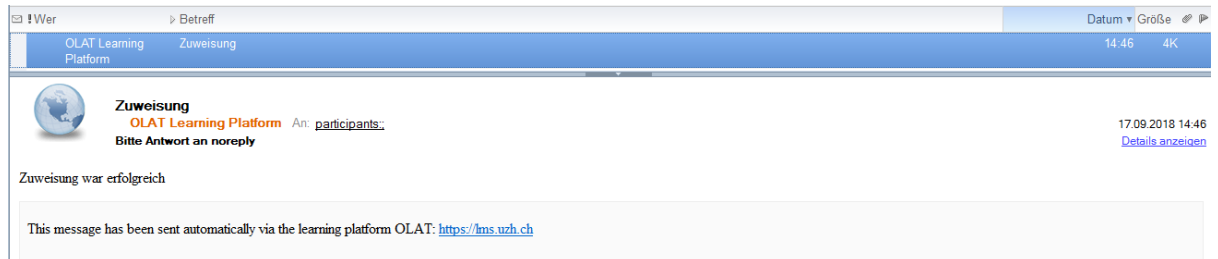 ! Wer Betreff Datum Größe
OLAT Learning Platform Zuweisung 14:46 4K
Zuweisung
OLAT Learning Platform An: participants:; 17.09.2018 14:46
Bitte Antwort an noreply Details anzeigen
Zuweisung war erfolgreich
This message has been sent automatically via the learning platform OLAT: https://lms.uzh.ch